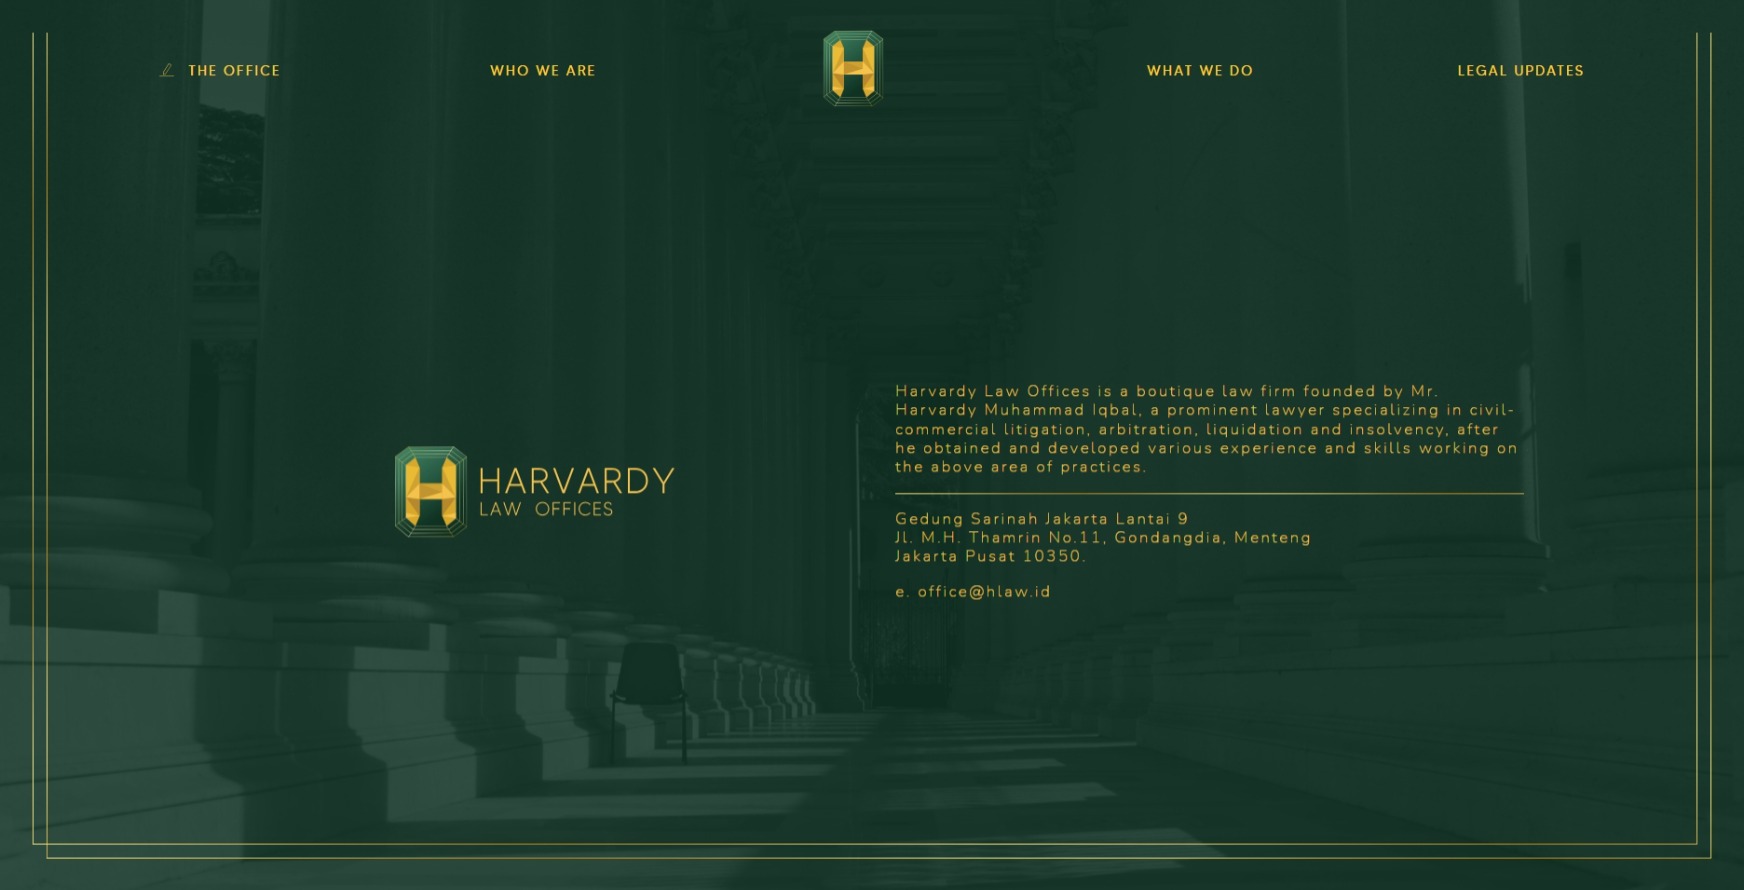 THE OFFICE
WHO WE ARE
H
WHAT WE DO
LEGAL UPDATES
H
HARVARDY
LAW OFFICES
Harvardy Law Offices is a boutique law firm founded by Mr.
Harvardy Muhammad Iqbal, a prominent lawyer specializing in civil-
commercial litigation, arbitration, liquidation and insolvency, after
he obtained and developed various experience and skills working on
the above area of practices.
Gedung Sarinah Jakarta Lantai 9
Jl. M.H. Thamrin No.11, Gondangdia, Menteng
Jakarta Pusat 10350.
e. office@hlaw.id